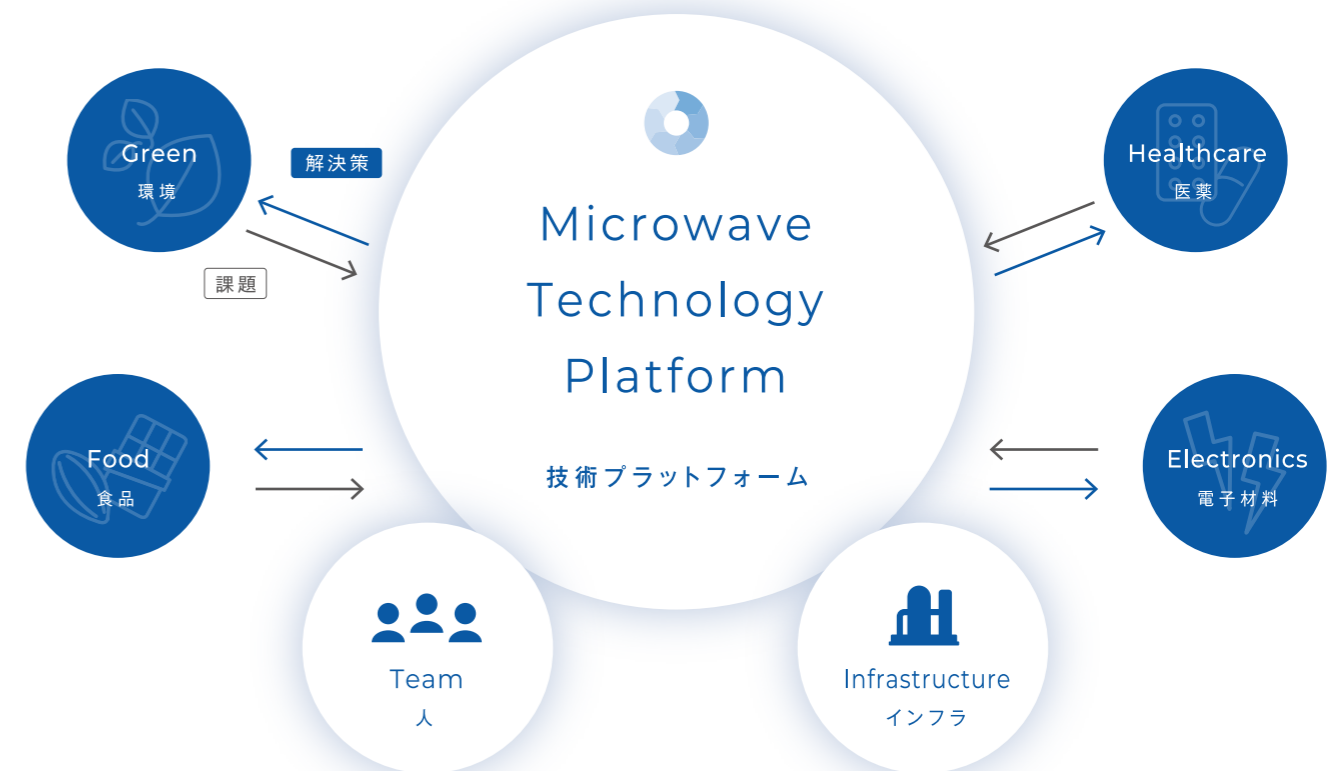 Green
環境
解決策
課題
Food
食品
Microwave
Technology
Platform
技術プラットフォーム
Healthcare
医薬
Electronics
電子材料
Team
人
Infrastructure
インフラ